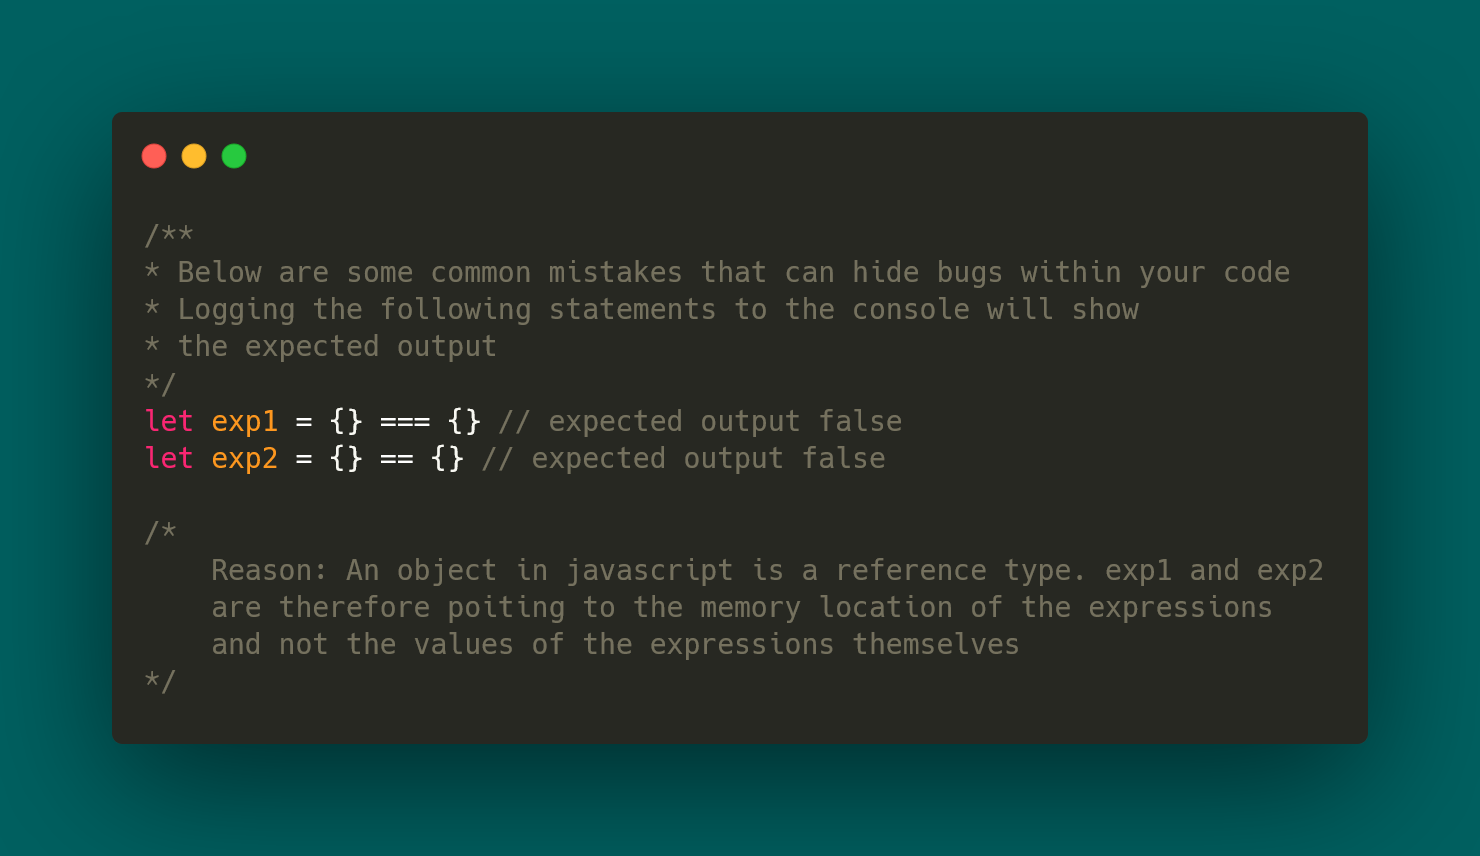 /**
* Below are some common mistakes that can hide bugs within your code
* Logging the following statements to the console will show
* the expected output
*/
let exp1 = {} === {} // expected output false
let exp2 = {} == {} // expected output false

/*
    Reason: An object in javascript is a reference type. exp1 and exp2
    are therefore poiting to the memory location of the expressions
    and not the values of the expressions themselves
*/